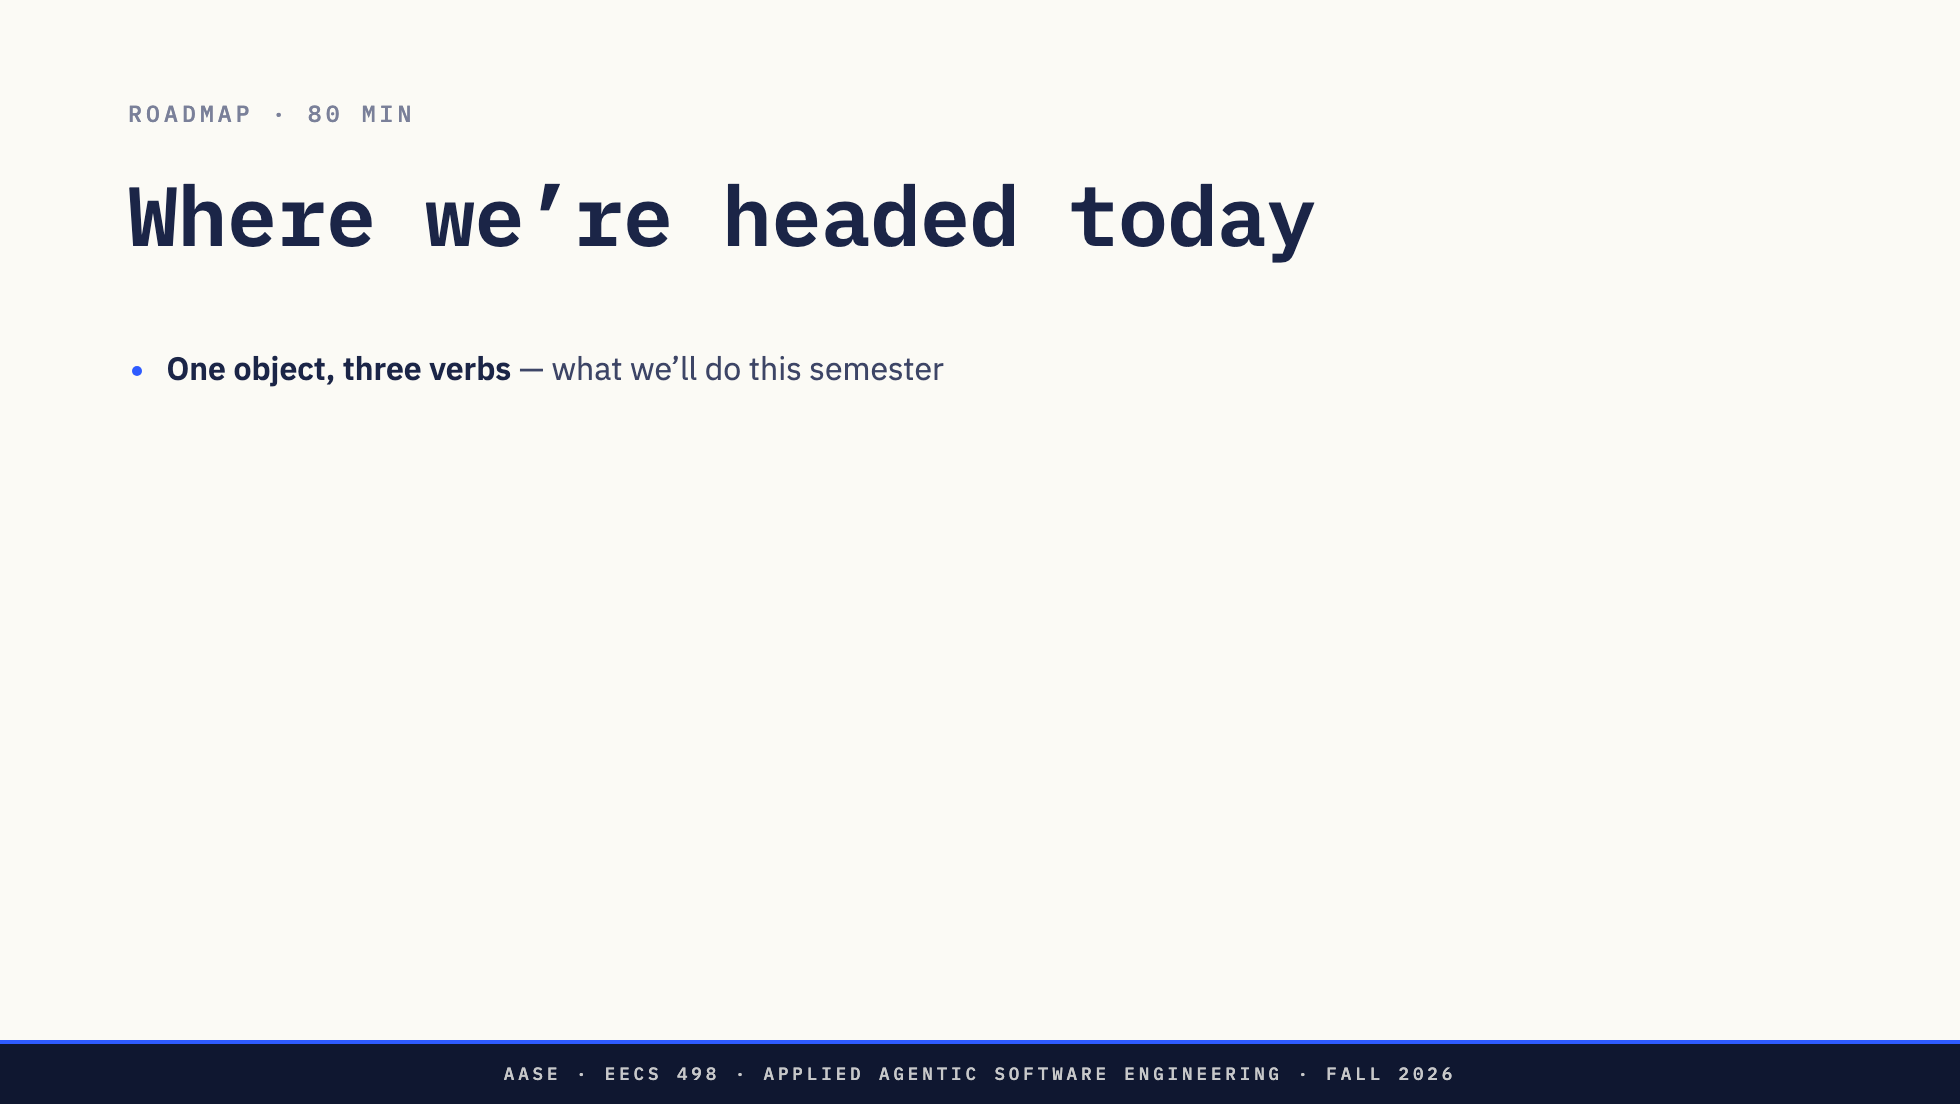 ROADMAP · 80 MIN
Where we’re headed today
• One object, three verbs — what we’ll do this semester
AASE · EECS 498 · APPLIED AGENTIC SOFTWARE ENGINEERING · FALL 2026